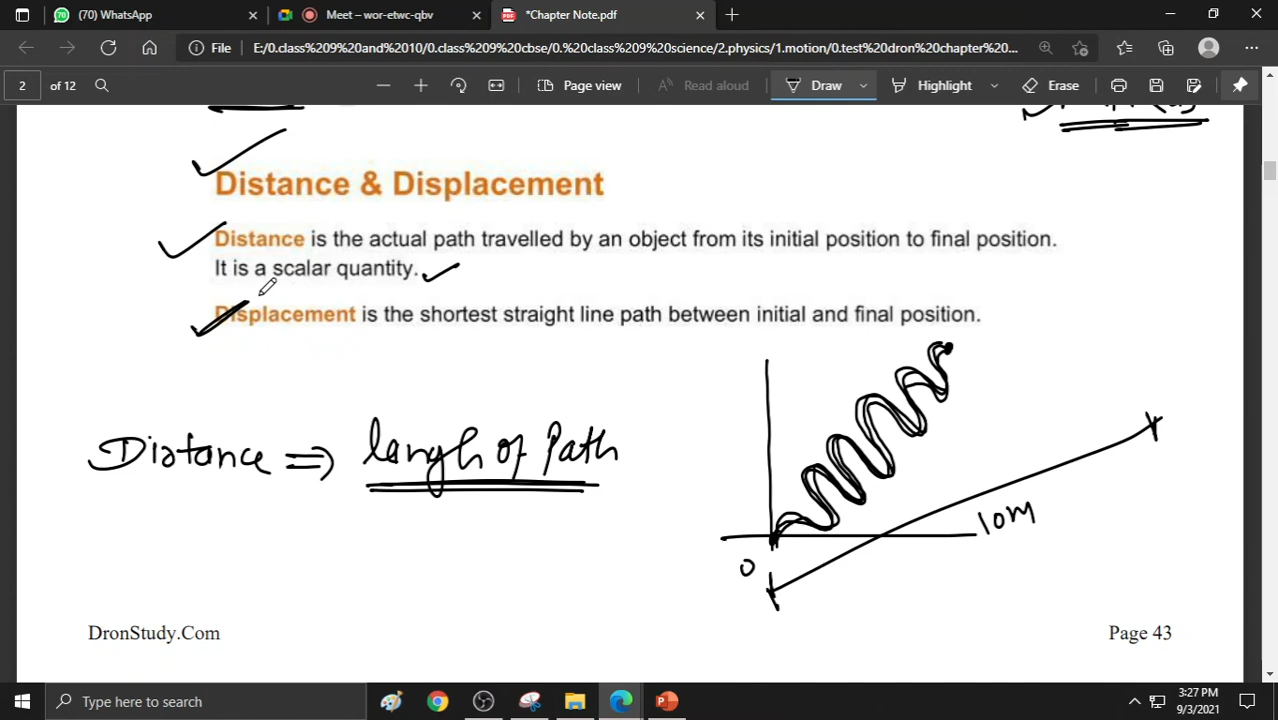 (70) WhatsApp
Meet – wor-etwc-qbv
*Chapter Note.pdf
File
E:/0.class%209%20and%2010/0.class%209%20cbse/0.%20class%209%20science/2.physics/1.motion/0.test%20dron%20chapter%20...
2 of 12
Page view
Read aloud
Draw
Highlight
Erase
Distance & Displacement
Distance is the actual path travelled by an object from its initial position to final position.
It is a scalar quantity.
Displacement is the shortest straight line path between initial and final position.
Distance ⇒ lengh of Path
10M
0
DronStudy.Com
Page 43
Type here to search
3:27 PM
9/3/2021